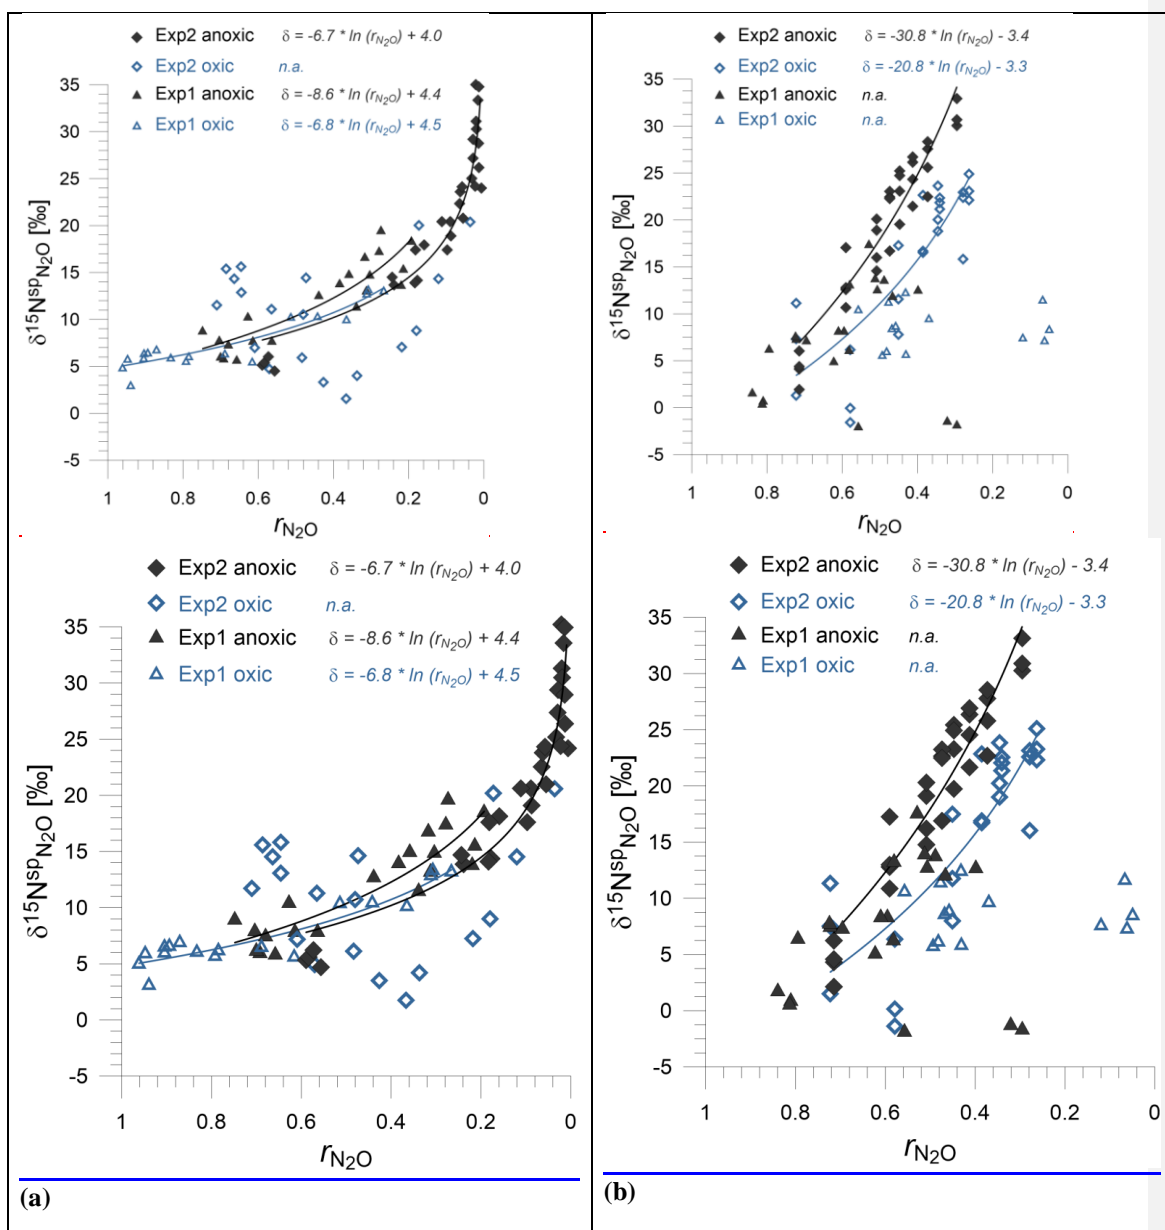 Exp2 anoxic δ = -6.7 * ln (rN2O) + 4.0
Exp2 oxic n.a.
Exp1 anoxic δ = -8.6 * ln (rN2O) + 4.4
Exp1 oxic δ = -6.8 * ln (rN2O) + 4.5
35
30
25
20
15
10
5
0
-5
δ15NspN2O [‰]
1 0.8 0.6 0.4 0.2 0
rN2O
Exp2 anoxic δ = -30.8 * ln (rN2O) - 3.4
Exp2 oxic δ = -20.8 * ln (rN2O) - 3.3
Exp1 anoxic n.a.
Exp1 oxic n.a.
35
30
25
20
15
10
5
0
-5
δ15NspN2O [‰]
1 0.8 0.6 0.4 0.2 0
rN2O
Exp2 anoxic δ = -6.7 * ln (rN2O) + 4.0
Exp2 oxic n.a.
Exp1 anoxic δ = -8.6 * ln (rN2O) + 4.4
Exp1 oxic δ = -6.8 * ln (rN2O) + 4.5
35
30
25
20
15
10
5
0
-5
δ15NspN2O [‰]
1 0.8 0.6 0.4 0.2 0
rN2O
(a)
Exp2 anoxic δ = -30.8 * ln (rN2O) - 3.4
Exp2 oxic δ = -20.8 * ln (rN2O) - 3.3
Exp1 anoxic n.a.
Exp1 oxic n.a.
35
30
25
20
15
10
5
0
-5
δ15NspN2O [‰]
1 0.8 0.6 0.4 0.2 0
rN2O
(b)